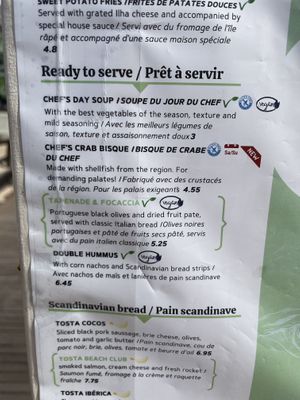 SWEET POTATO FRIES /FRITES DE PATATES DOUCES
Served with grated Ilha cheese and accompanied by
special house sauce / Servi avec du fromage de l'île
râpé et accompagné d'une sauce maison spéciale
4.8
Ready to serve / Prêt à servir
CHEF'S DAY SOUP /SOUPE DU JOUR DU CHEF
With the best vegetables of the season, texture and
mild seasoning / Avec les meilleurs légumes de
saison, texture et assaisonnement doux 3
CHEF'S CRAB BISQUE /BISQUE DE CRABE
DU CHEF
Sa/Su
NEW
Made with shellfish from the region. For
demanding palates! / Fabriqué avec des crustacés
de la région. Pour les palais exigeants 4.55
TAPENADE & FOCACCIA
Portuguese black olives and dried fruit pate,
served with classic Italian bread /Olives noires
portugaises et pâté de fruits secs pâté, servis
avec du pain italien classique 5.25
DOUBLE HUMMUS
With corn nachos and Scandinavian bread strips /
Avec nachos de maïs et lanières de pain scandinave
6.45
Scandinavian bread / Pain scandinave
TOSTA COCOS
Sliced black pork sausage, brie cheese, olives,
tomato and garlic butter / Pain scandinave, cou de
porc noir, brie, olives, tomate et beurre d'ail 6.95
TOSTA BEACH CLUB
smoked salmon, cream cheese and fresh rocket /
Saumon fumé, fromage à la crème et roquette
fraîche 7.75
TOSTA IBÉRICA